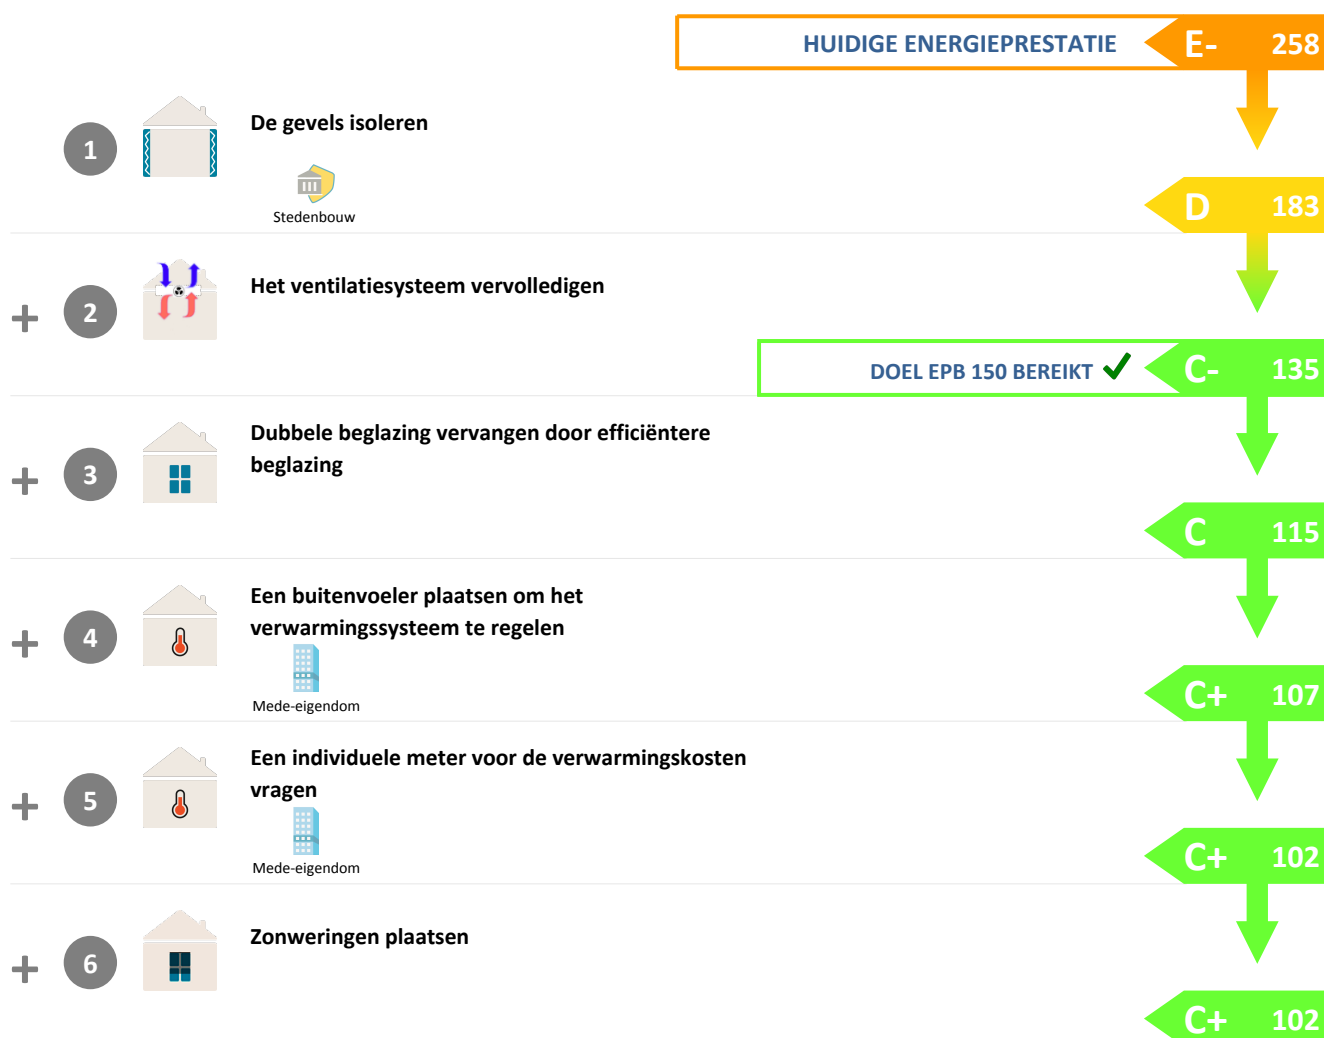 HUIDIGE ENERGIEPRESTATIE E- 258
1 De gevels isoleren
Stedenbouw
D 183
+ 2 Het ventilatiesysteem vervolledigen
DOEL EPB 150 BEREIKT ✓ C- 135
Dubbele beglazing vervangen door efficiëntere
+ 3 beglazing
C 115
Een buitenvoeler plaatsen om het
+ 4 verwarmingssysteem te regelen
Mede-eigendom
C+ 107
Een individuele meter voor de verwarmingskosten
+ 5 vragen
Mede-eigendom
C+ 102
+ 6 Zonweringen plaatsen
C+ 102